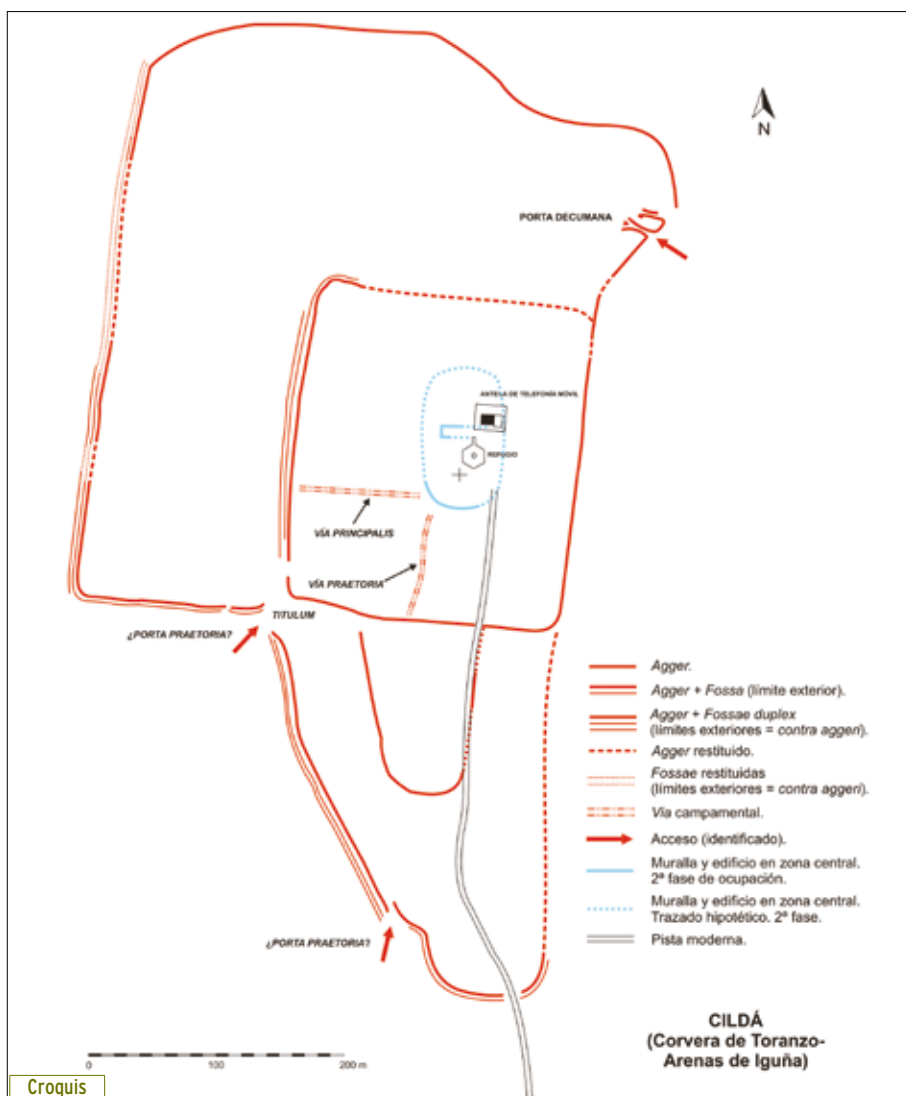 N
PORTA DECUMANA
ANTENA DE TELEFONÍA MÓVIL
REFUGIO
VÍA PRINCIPALIS
VÍA PRAETORIA
TITULUM
¿PORTA PRAETORIA?
¿PORTA PRAETORIA?
Agger.
Agger + Fossa (límite exterior).
Agger + Fossae duplex
(límites exteriores = contra aggeri).
Agger restituido.
Fossae restituidas
(límites exteriores = contra aggeri).
Vía campamental.
Acceso (identificado).
Muralla y edificio en zona central.
2ª fase de ocupación.
Muralla y edificio en zona central.
Trazado hipotético. 2ª fase.
Pista moderna.
CILDÁ
(Corvera de Toranzo-
Arenas de Iguña)
0 100 200 m
Croquis